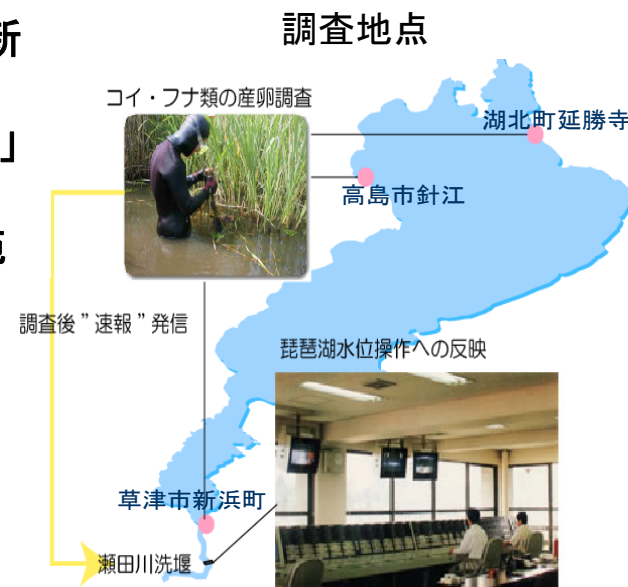 断
調査地点
コイ・フナ類の産卵調査
湖北町延勝寺
」
高島市針江
調査後”速報”発信
琵琶湖水位操作への反映
草津市新浜町
瀬田川洗堰